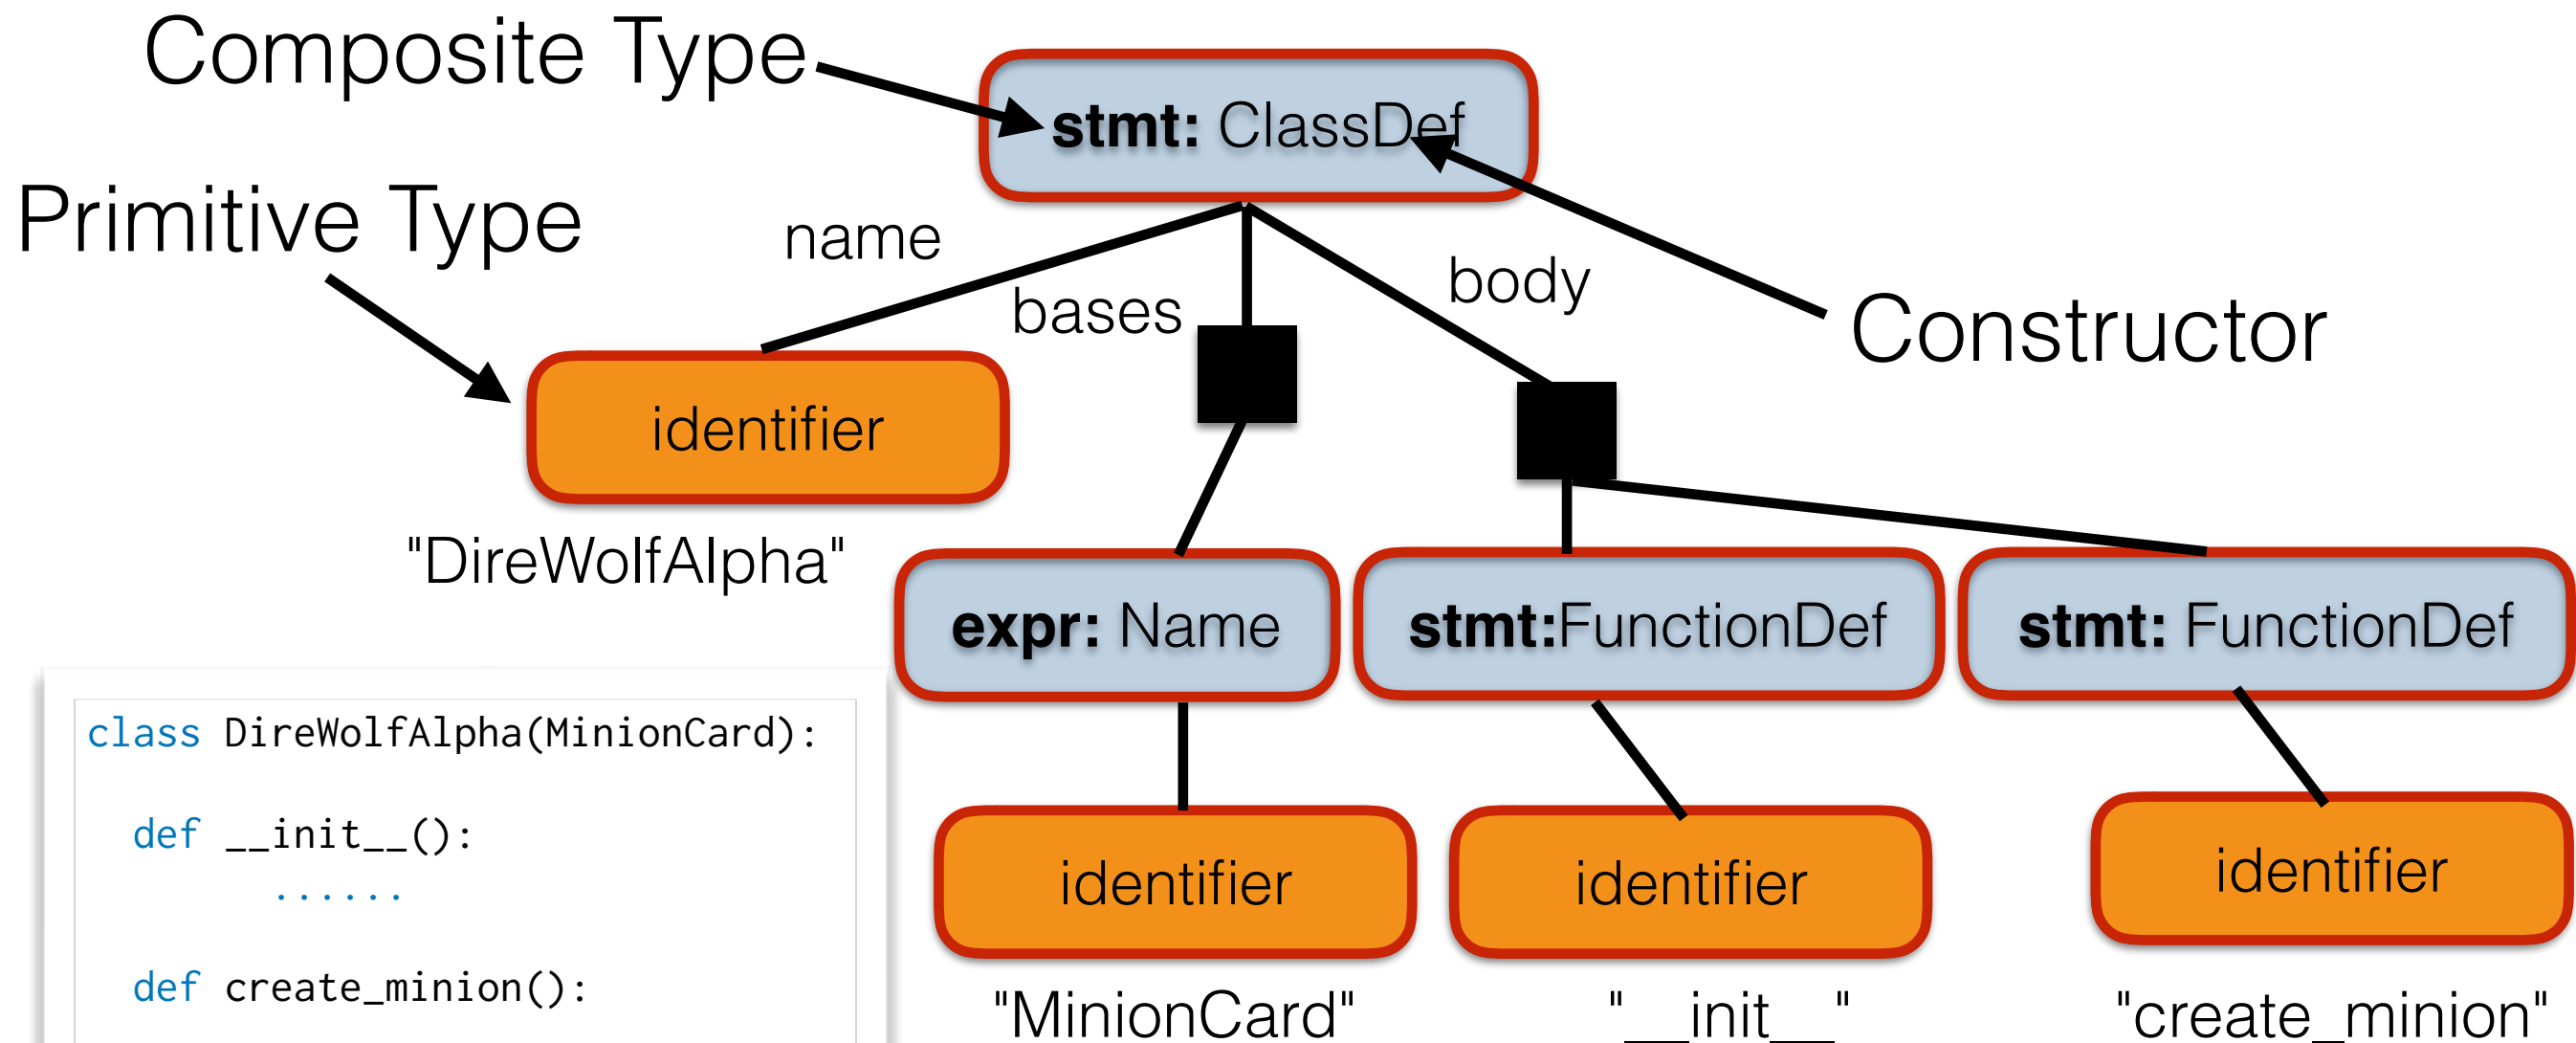 Composite Type
stmt: ClassDef
Primitive Type
name
bases
body
Constructor
identifier
"DireWolfAlpha"
expr: Name
stmt:FunctionDef
stmt: FunctionDef
class DireWolfAlpha(MinionCard):
def __init__():
......
def create_minion():
identifier
identifier
identifier
"MinionCard"
"__init__"
"create_minion"